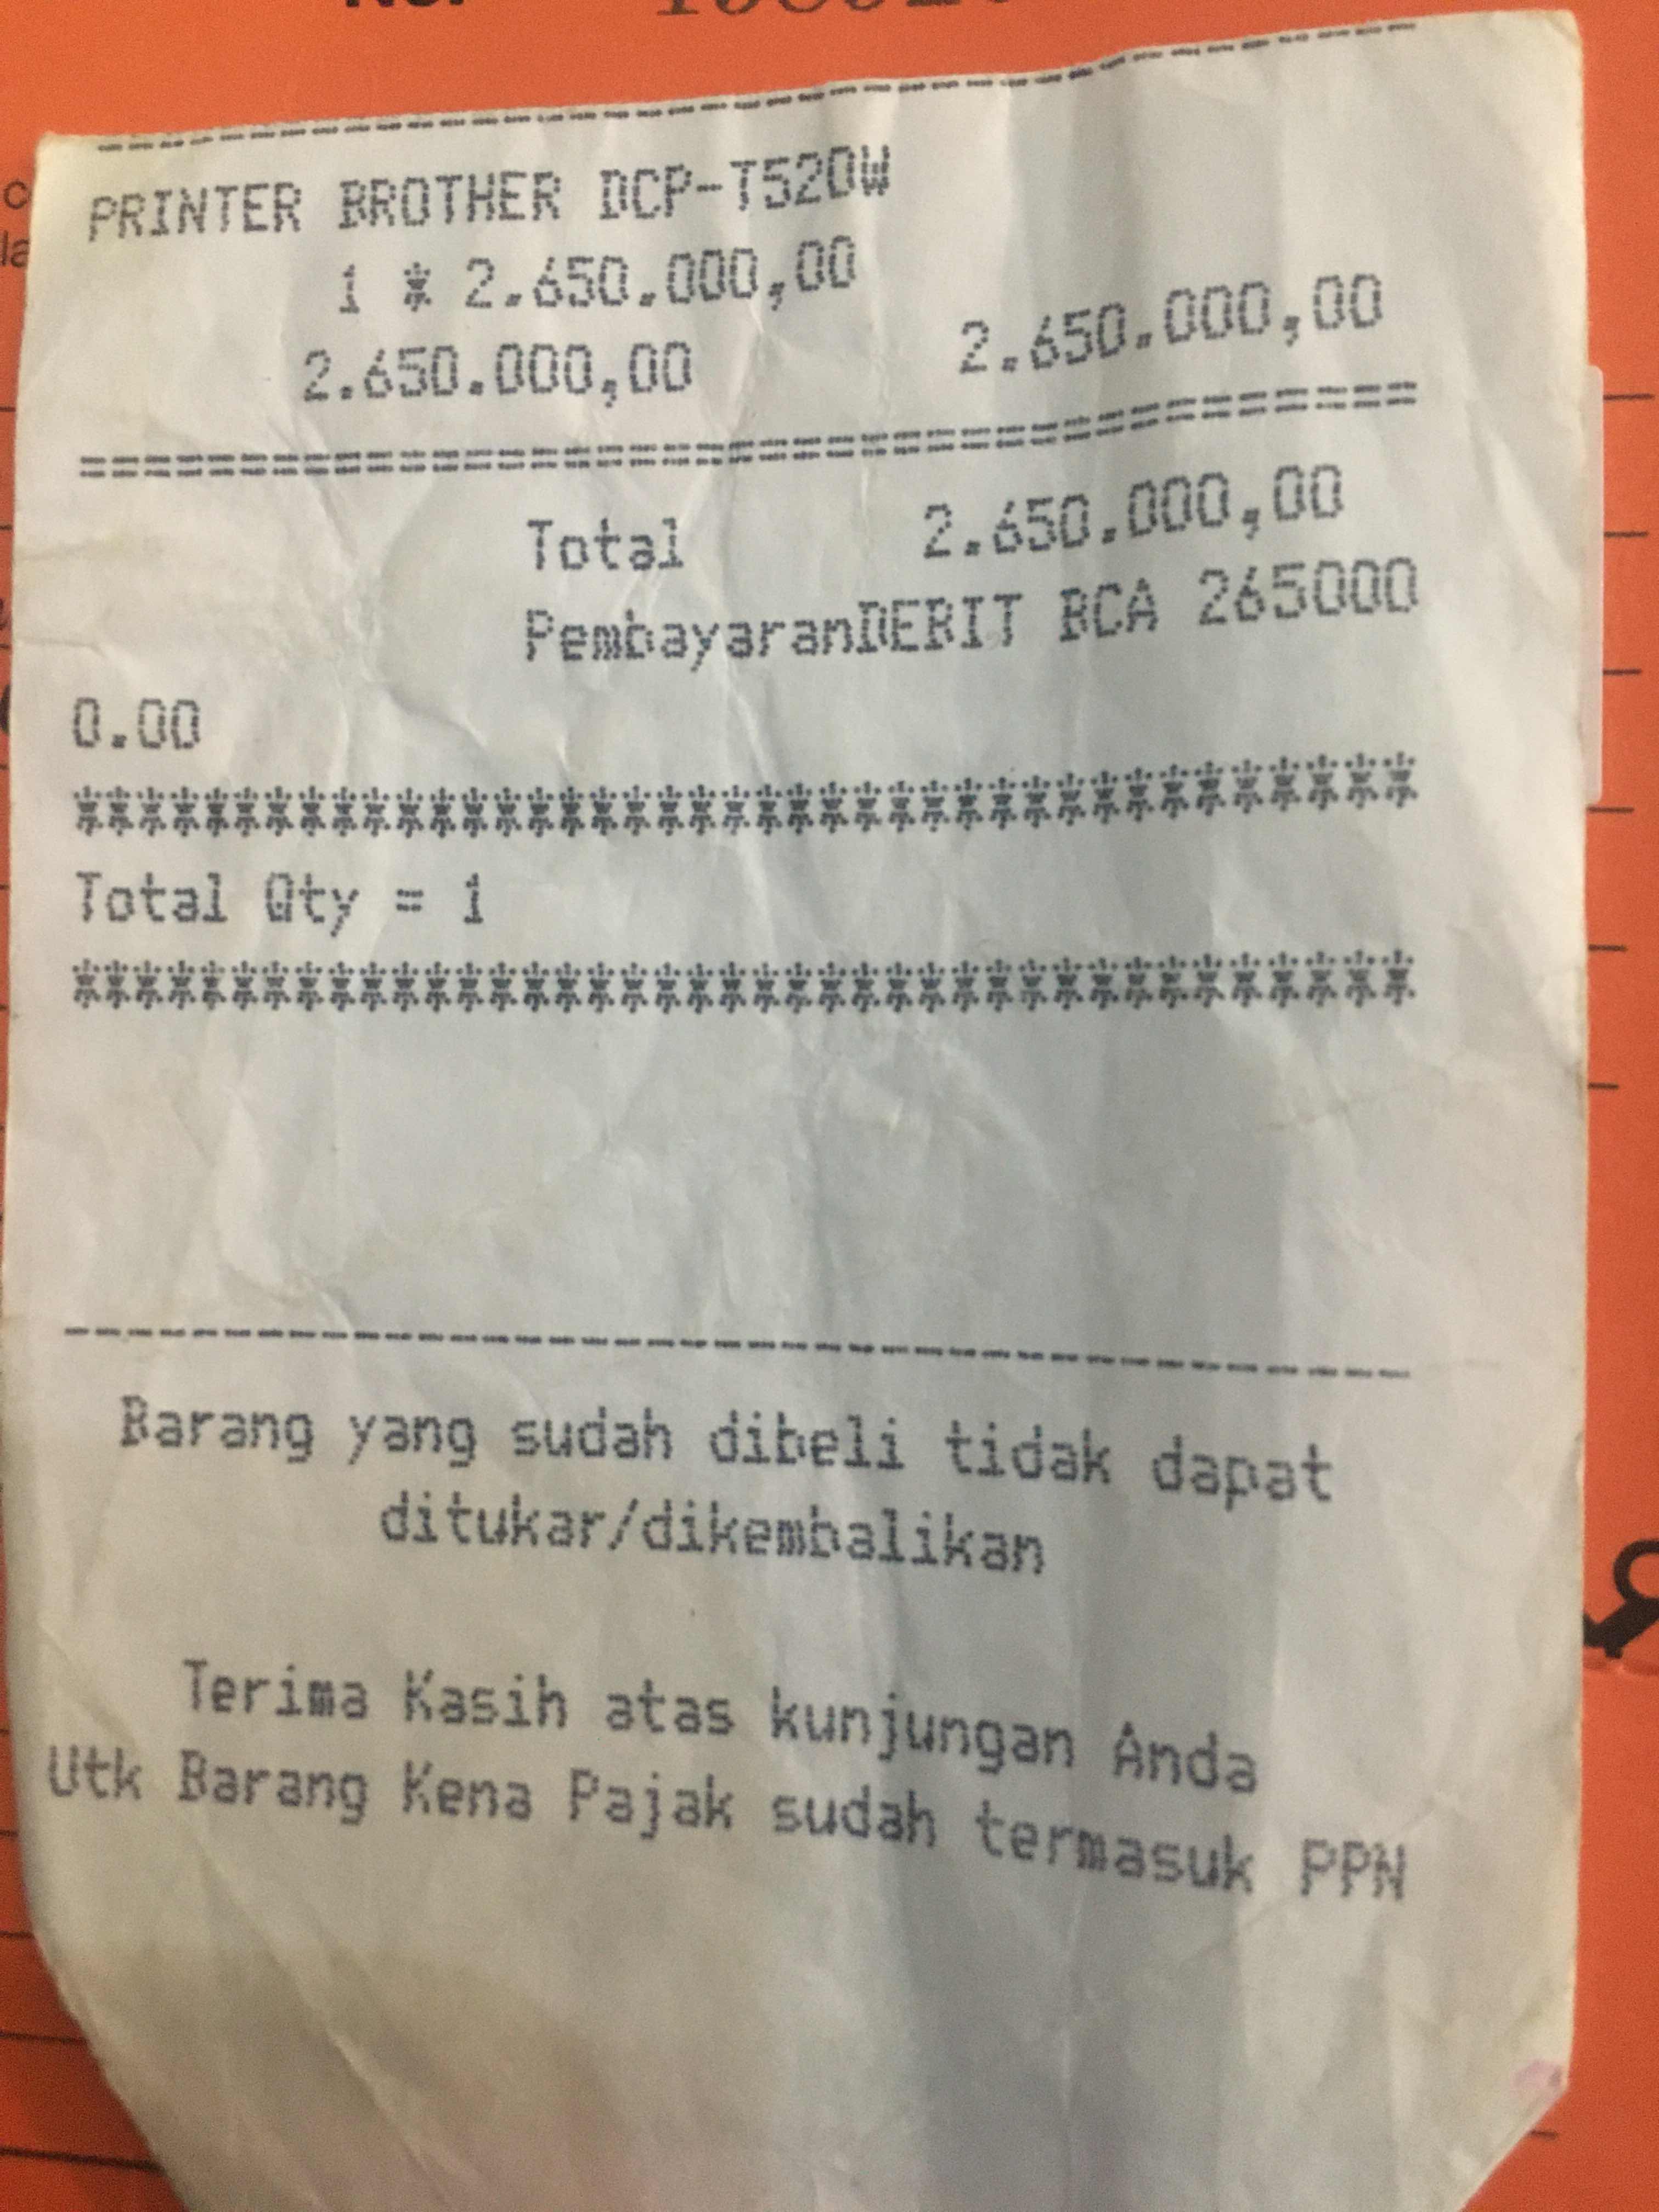 --------------------------------------
PRINTER BROTHER DCP-T520W
1 * 2.650.000,00
2.650.000,00 2.650.000,00
======================================
Total 2.650.000,00
PembayaranDEBIT BCA 265000
0.00
****************************************
Total Qty = 1
****************************************
--------------------------------------
Barang yang sudah dibeli tidak dapat
ditukar/dikembalikan
Terima Kasih atas kunjungan Anda
Utk Barang Kena Pajak sudah termasuk PPN